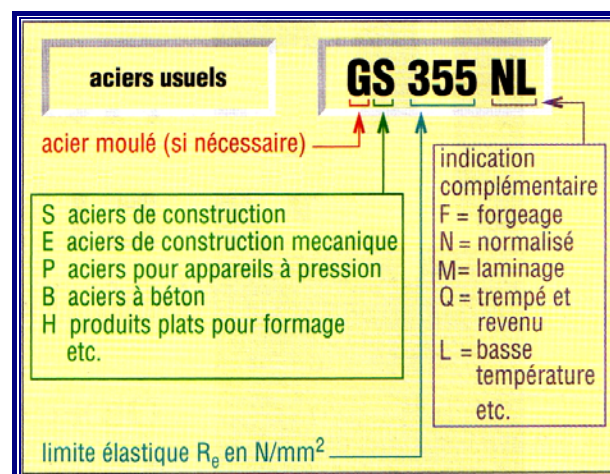 aciers usuels
GS 355 NL
acier moulé (si nécessaire)
S aciers de construction
E aciers de construction mecanique
P aciers pour appareils à pression
B aciers à béton
H produits plats pour formage
etc.
indication
complémentaire
F = forgeage
N = normalisé
M= laminage
Q = trempé et
revenu
L = basse
température
etc.
limite élastique Re en N/mm²